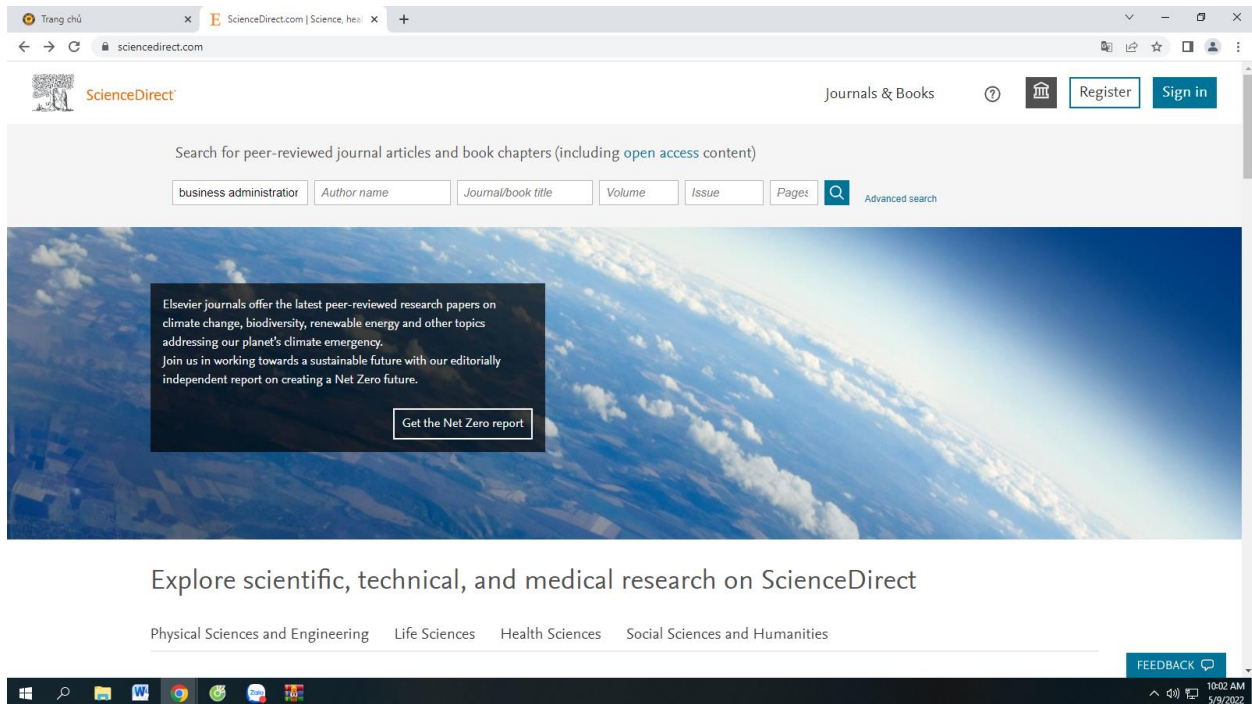 Trang chủ
ScienceDirect.com | Science, heal
sciencedirect.com
ScienceDirect
Journals & Books
?
Register
Sign in
Search for peer-reviewed journal articles and book chapters (including open access content)
business administration
Author name
Journal/book title
Volume
Issue
Pages
Advanced search
Elsevier journals offer the latest peer-reviewed research papers on
climate change, biodiversity, renewable energy and other topics
addressing our planet's climate emergency.
Join us in working towards a sustainable future with our editorially
independent report on creating a Net Zero future.
Get the Net Zero report
Explore scientific, technical, and medical research on ScienceDirect
Physical Sciences and Engineering
Life Sciences
Health Sciences
Social Sciences and Humanities
FEEDBACK
Zalo
10:02 AM
5/9/2022